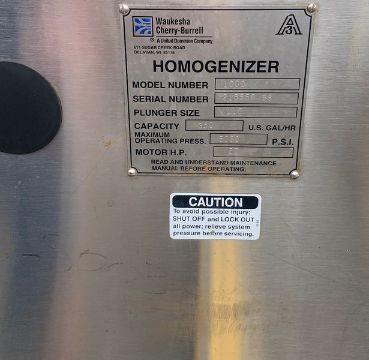 Waukesha
Cherry-Burrell
A United Dominion Company
611 SUGAR CREEK ROAD
DELAVAN, WI 53115
3A
HOMOGENIZER
MODEL NUMBER
SERIAL NUMBER
PLUNGER SIZE
CAPACITY U.S. GAL/HR
MAXIMUM
OPERATING PRESS. P.S.I.
MOTOR H.P.
READ AND UNDERSTAND MAINTENANCE
MANUAL BEFORE OPERATING.
CAUTION
To avoid possible injury:
SHUT OFF and LOCK OUT
all power; relieve system
pressure before servicing.